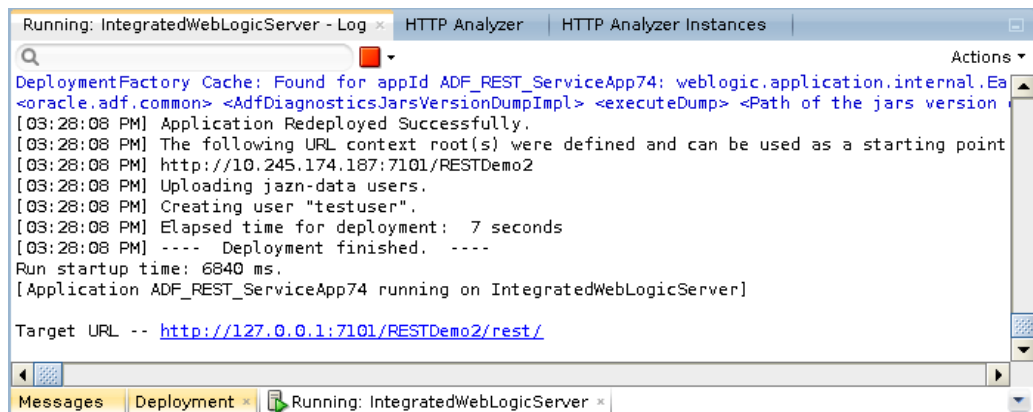 Running: IntegratedWebLogicServer - Log × HTTP Analyzer HTTP Analyzer Instances
Actions
DeploymentFactory Cache: Found for appId ADF_REST_ServiceApp74: weblogic.application.internal.Ea
<oracle.adf.common> <AdfDiagnosticsJarsVersionDumpImpl> <executeDump> <Path of the jars version
[03:28:08 PM] Application Redeployed Successfully.
[03:28:08 PM] The following URL context root(s) were defined and can be used as a starting point
[03:28:08 PM] http://10.245.174.187:7101/RESTDemo2
[03:28:08 PM] Uploading jazn-data users.
[03:28:08 PM] Creating user "testuser".
[03:28:08 PM] Elapsed time for deployment:  7 seconds
[03:28:08 PM] ----  Deployment finished.  ----
Run startup time: 6840 ms.
[Application ADF_REST_ServiceApp74 running on IntegratedWebLogicServer]
Target URL -- http://127.0.0.1:7101/RESTDemo2/rest/
Messages Deployment × Running: IntegratedWebLogicServer ×